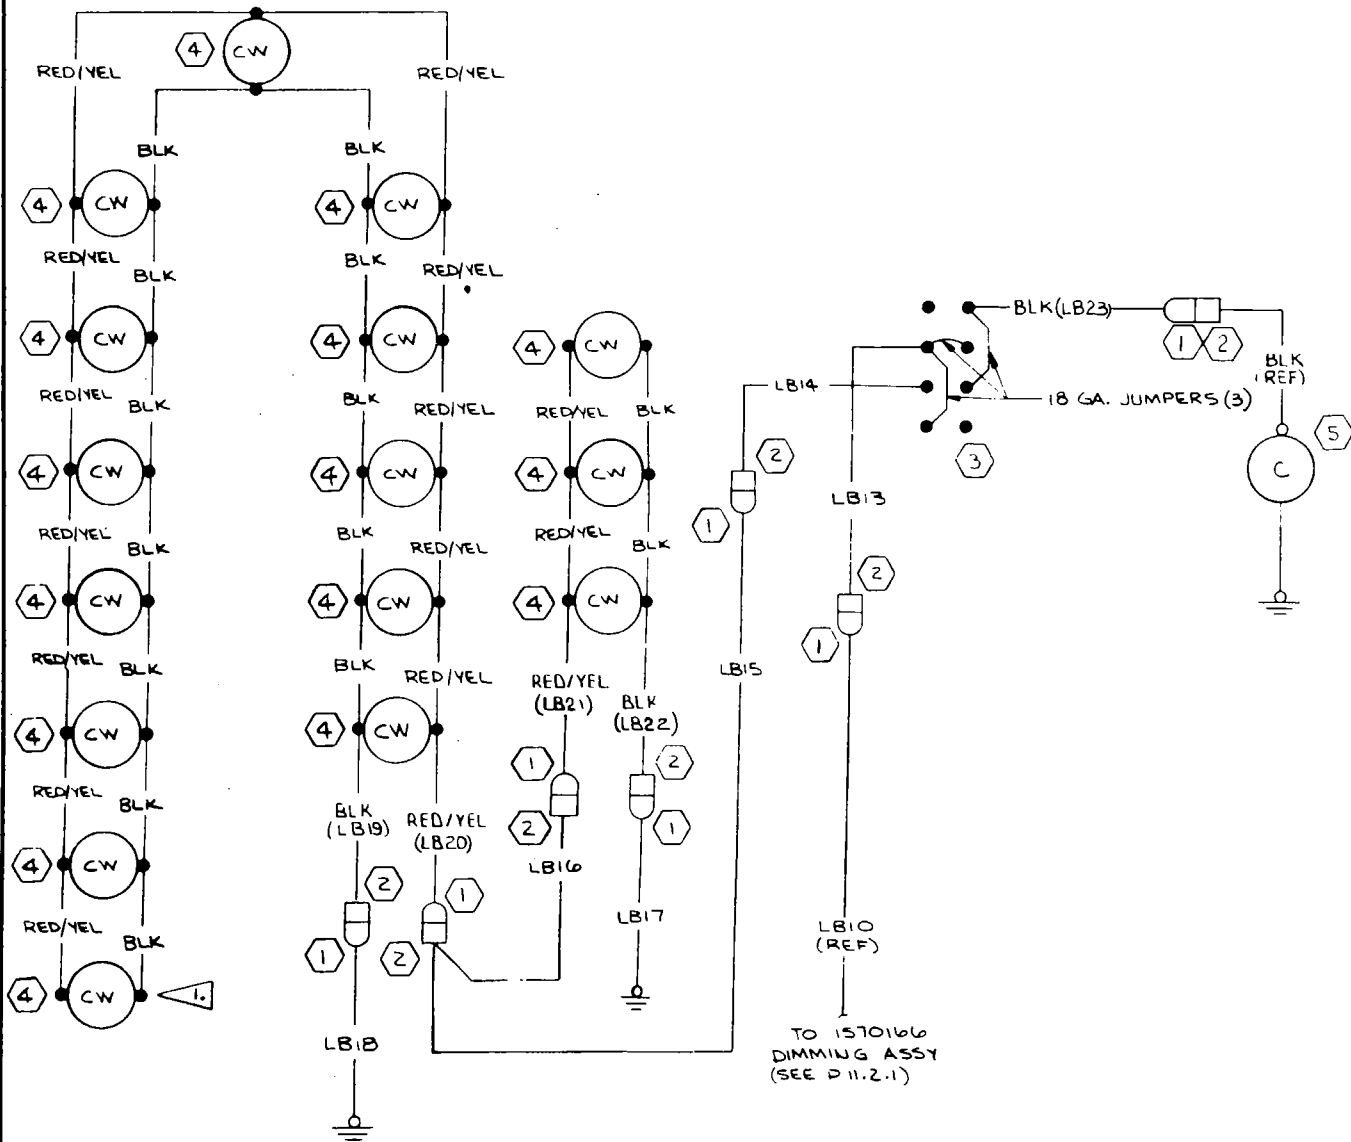 4 CW
RED/YEL RED/YEL
BLK BLK
4 CW 4 CW
RED/YEL BLK BLK RED/YEL
4 CW 4 CW 4 CW
RED/YEL BLK BLK RED/YEL RED/YEL BLK
4 CW 4 CW 4 CW
RED/YEL BLK BLK RED/YEL RED/YEL BLK
4 CW 4 CW 4 CW
RED/YEL BLK BLK RED/YEL
RED/YEL
(LB21)
BLK
(LB22)
4 CW 4 CW
RED/YEL BLK
BLK
(LB19)
RED/YEL
(LB20)
1 2
2 1
LB16
4 CW
2 1
1 2
RED/YEL BLK
LB17
4 CW 1.
LB18
BLK(LB23)
1 2
BLK
(REF)
LB14
18 GA. JUMPERS (3)
3
5
C
2
1
LB13
2
1
LB15
LB10
(REF)
TO 1570166
DIMMING ASSY
(SEE P 11.2.1)